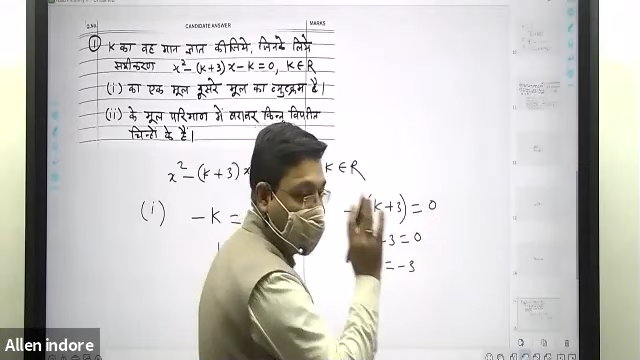 S.NO. CANDIDATE ANSWER MARKS
① K का वह मान ज्ञात कीजिये, जिनके लिये
समीकरण x² – (k+3)x – k = 0, k∈R
(i) का एक मूल दूसरे मूल का व्युत्क्रम है।
(ii) के मूल परिमाण में बराबर किन्तु विपरीत
चिन्हों के हैं।
x² – (k+3)x k∈R
(i) –k = k+3) = 0
3 = 0
= –3
Allen indore